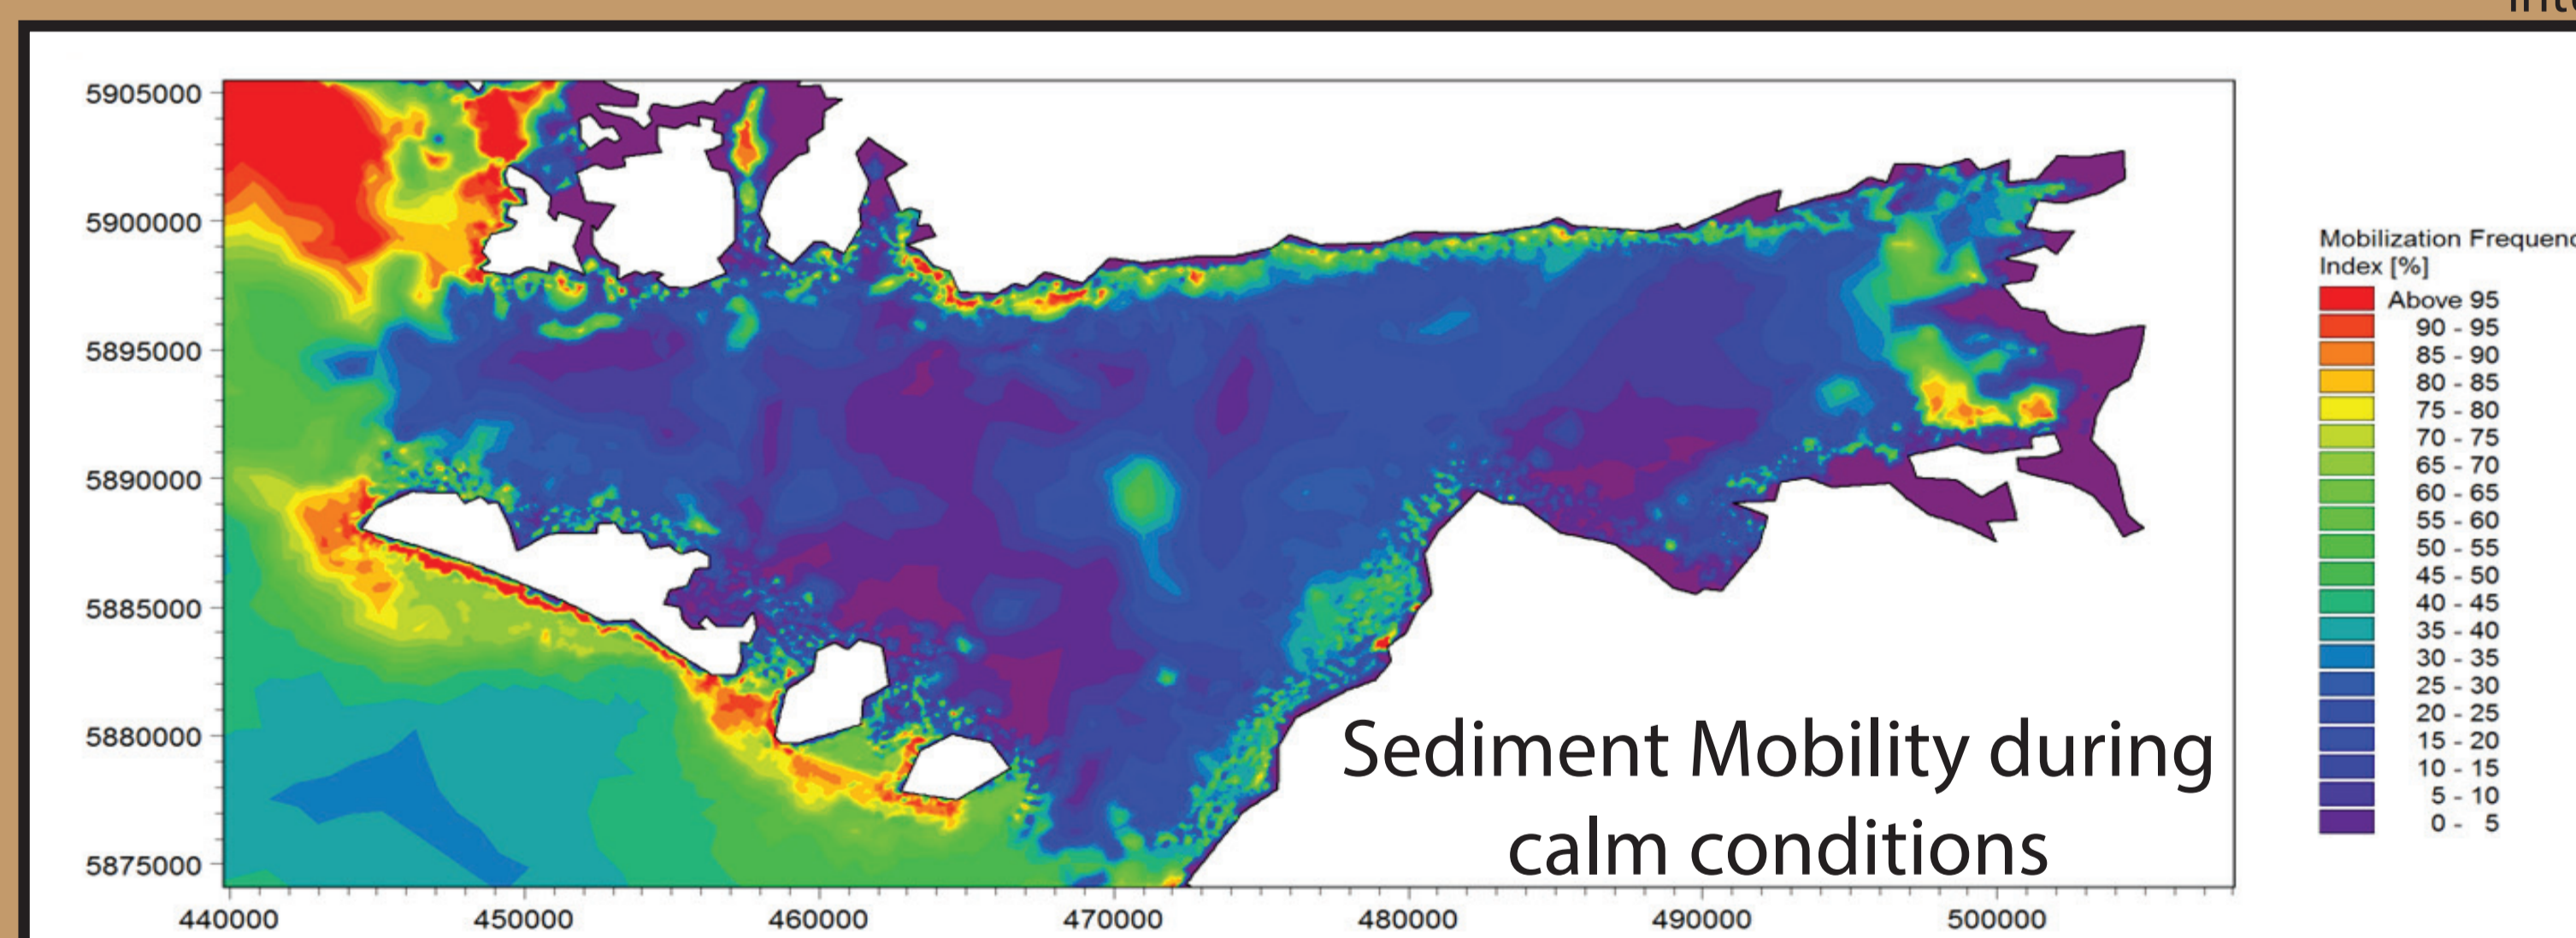 5905000
5900000
5895000
5890000
5885000
5880000
5875000
440000
450000
460000
470000
480000
490000
500000
Sediment Mobility during
calm conditions
Mobilization Frequenc
Index [%]
Above 95
90 - 95
85 - 90
80 - 85
75 - 80
70 - 75
65 - 70
60 - 65
55 - 60
50 - 55
45 - 50
40 - 45
35 - 40
30 - 35
25 - 30
20 - 25
15 - 20
10 - 15
5 - 10
0 - 5